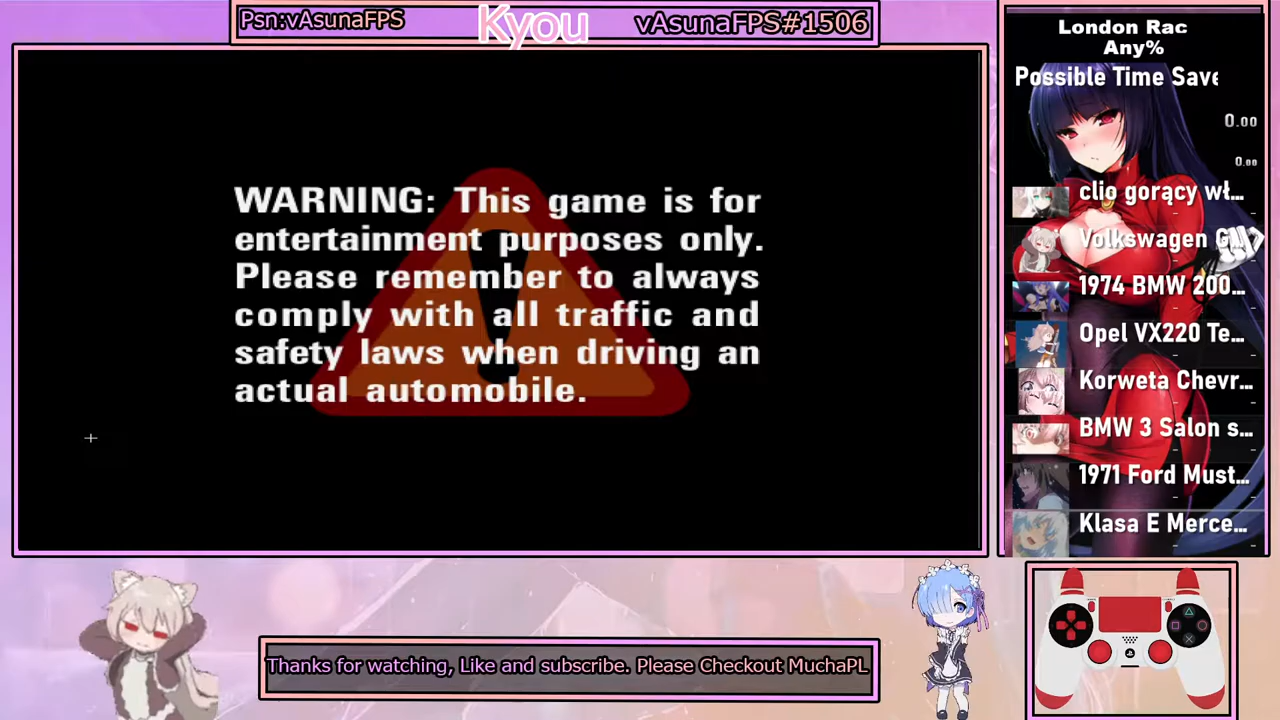 Psn:vAsunaFPS
Kyou
vAsunaFPS#1506
WARNING: This game is for
entertainment purposes only.
Please remember to always
comply with all traffic and
safety laws when driving an
actual automobile.
London Rac
Any%
Possible Time Save
0.00
0.00
clio gorący wł...
Volkswagen G...
1974 BMW 200...
Opel VX220 Te...
Korweta Chevr...
BMW 3 Salon s...
1971 Ford Must...
Klasa E Merce...
Thanks for watching, Like and subscribe. Please Checkout MuchaPL